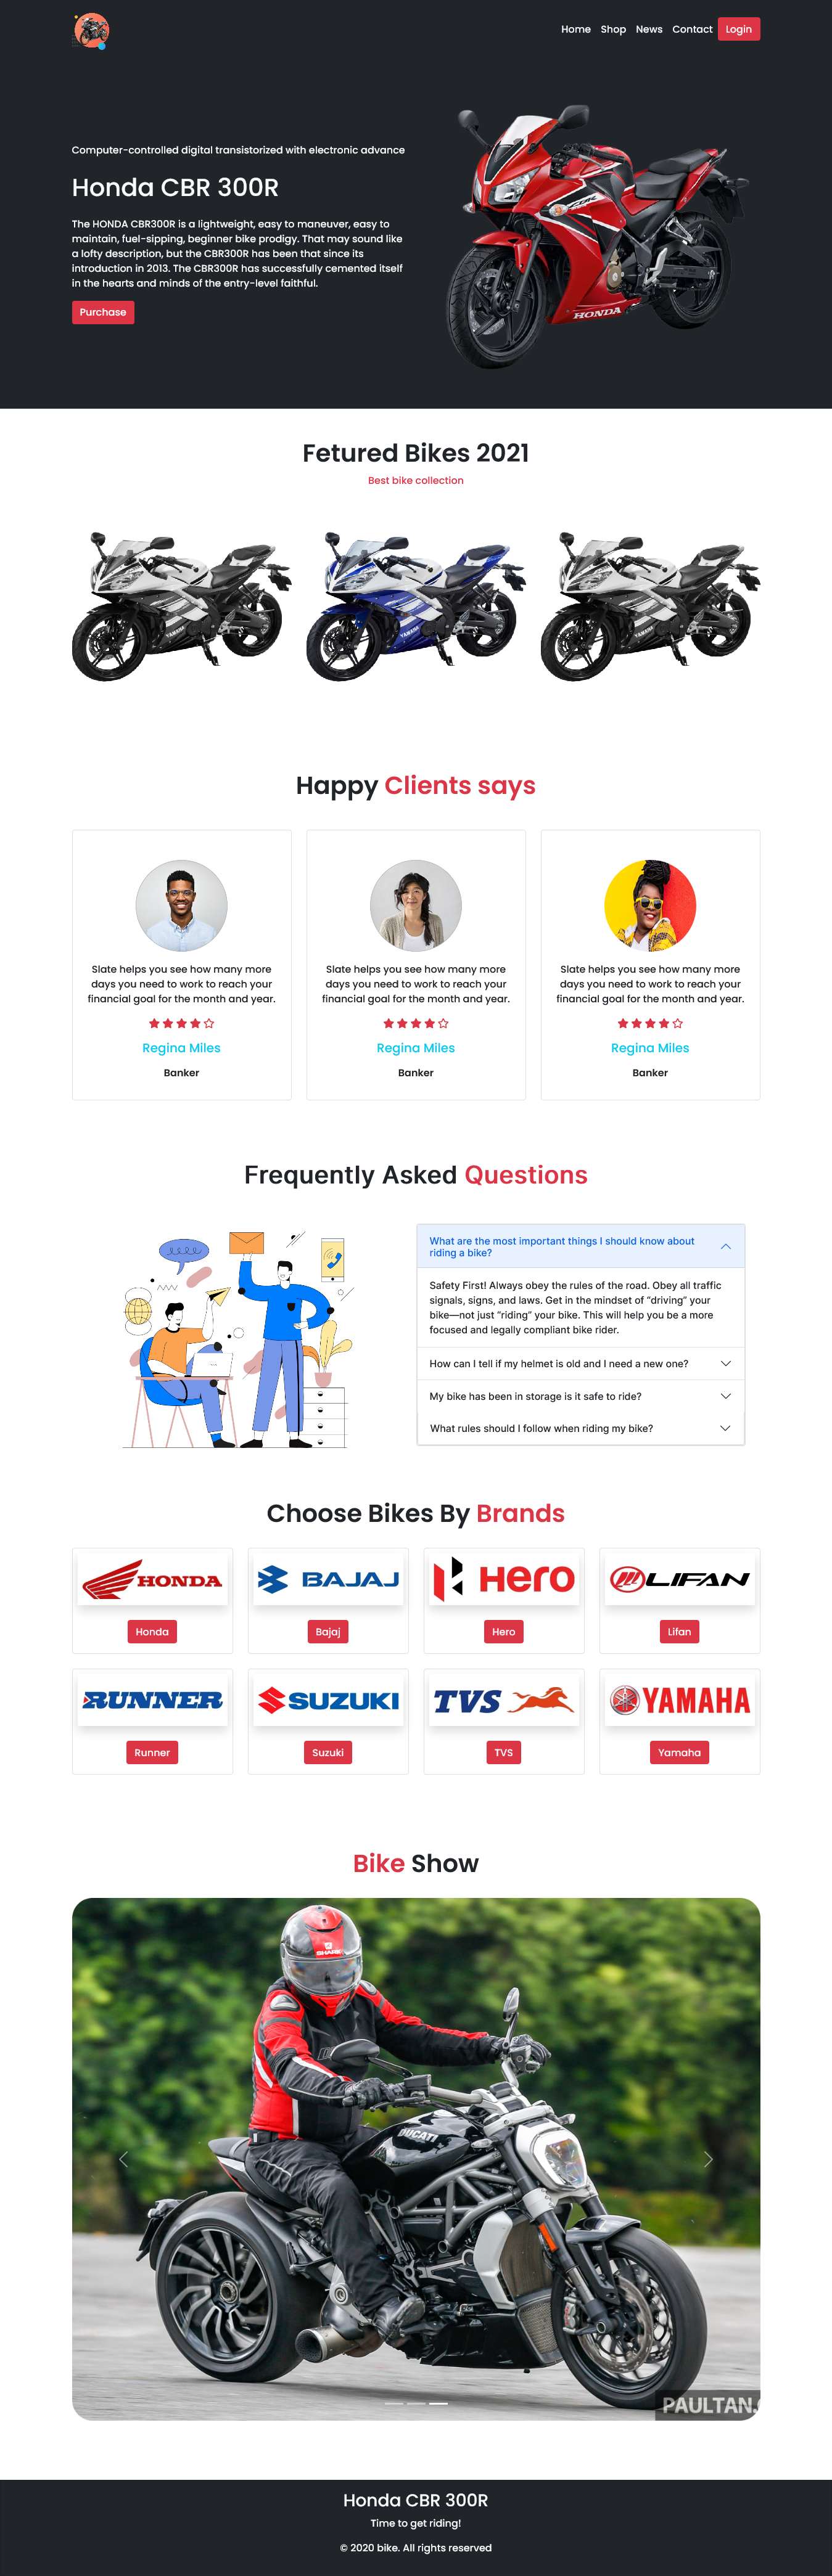 Home Shop News Contact Login
Computer-controlled digital transistorized with electronic advance
Honda CBR 300R
The HONDA CBR300R is a lightweight, easy to maneuver, easy to
maintain, fuel-sipping, beginner bike prodigy. That may sound like
a lofty description, but the CBR300R has been that since its
introduction in 2013. The CBR300R has successfully cemented itself
in the hearts and minds of the entry-level faithful.
Purchase
CBR
HONDA
Fetured Bikes 2021
Best bike collection
YAMAHA
YAMAHA
YAMAHA
Happy Clients says
Slate helps you see how many more
days you need to work to reach your
financial goal for the month and year.
Regina Miles
Banker
Slate helps you see how many more
days you need to work to reach your
financial goal for the month and year.
Regina Miles
Banker
Slate helps you see how many more
days you need to work to reach your
financial goal for the month and year.
Regina Miles
Banker
Frequently Asked Questions
What are the most important things I should know about
riding a bike?
Safety First! Always obey the rules of the road. Obey all traffic
signals, signs, and laws. Get in the mindset of “driving” your
bike—not just “riding” your bike. This will help you be a more
focused and legally compliant bike rider.
How can I tell if my helmet is old and I need a new one?
My bike has been in storage is it safe to ride?
What rules should I follow when riding my bike?
Choose Bikes By Brands
HONDA
Honda
BAJAJ
Bajaj
Hero
Hero
LIFAN
Lifan
RUNNER
Runner
SUZUKI
Suzuki
TVS
TVS
YAMAHA
Yamaha
Bike Show
SHARK
DUCATI
PAULTAN.
Honda CBR 300R
Time to get riding!
© 2020 bike. All rights reserved